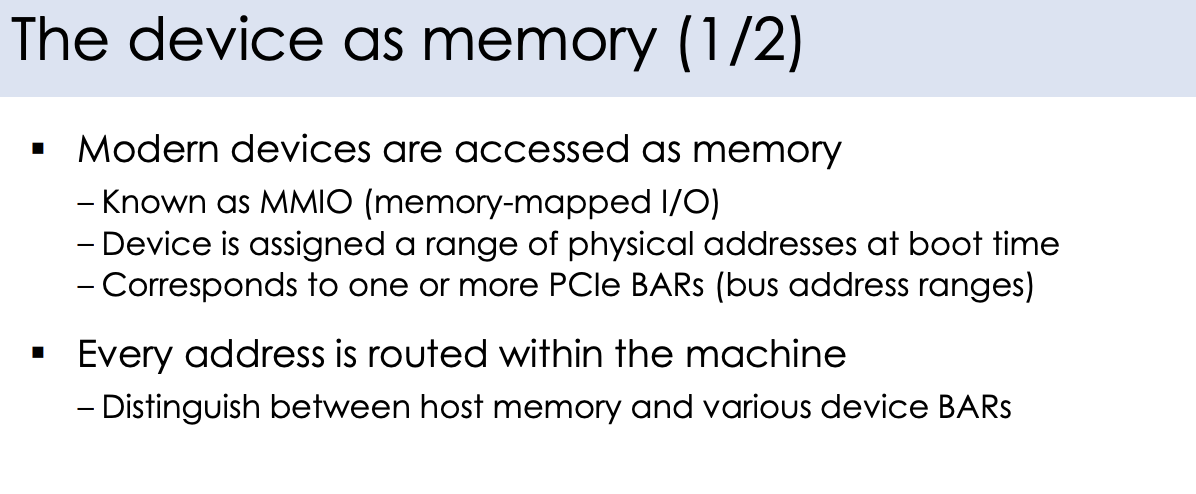 The device as memory (1/2)
▪ Modern devices are accessed as memory
– Known as MMIO (memory-mapped I/O)
– Device is assigned a range of physical addresses at boot time
– Corresponds to one or more PCIe BARs (bus address ranges)
▪ Every address is routed within the machine
– Distinguish between host memory and various device BARs